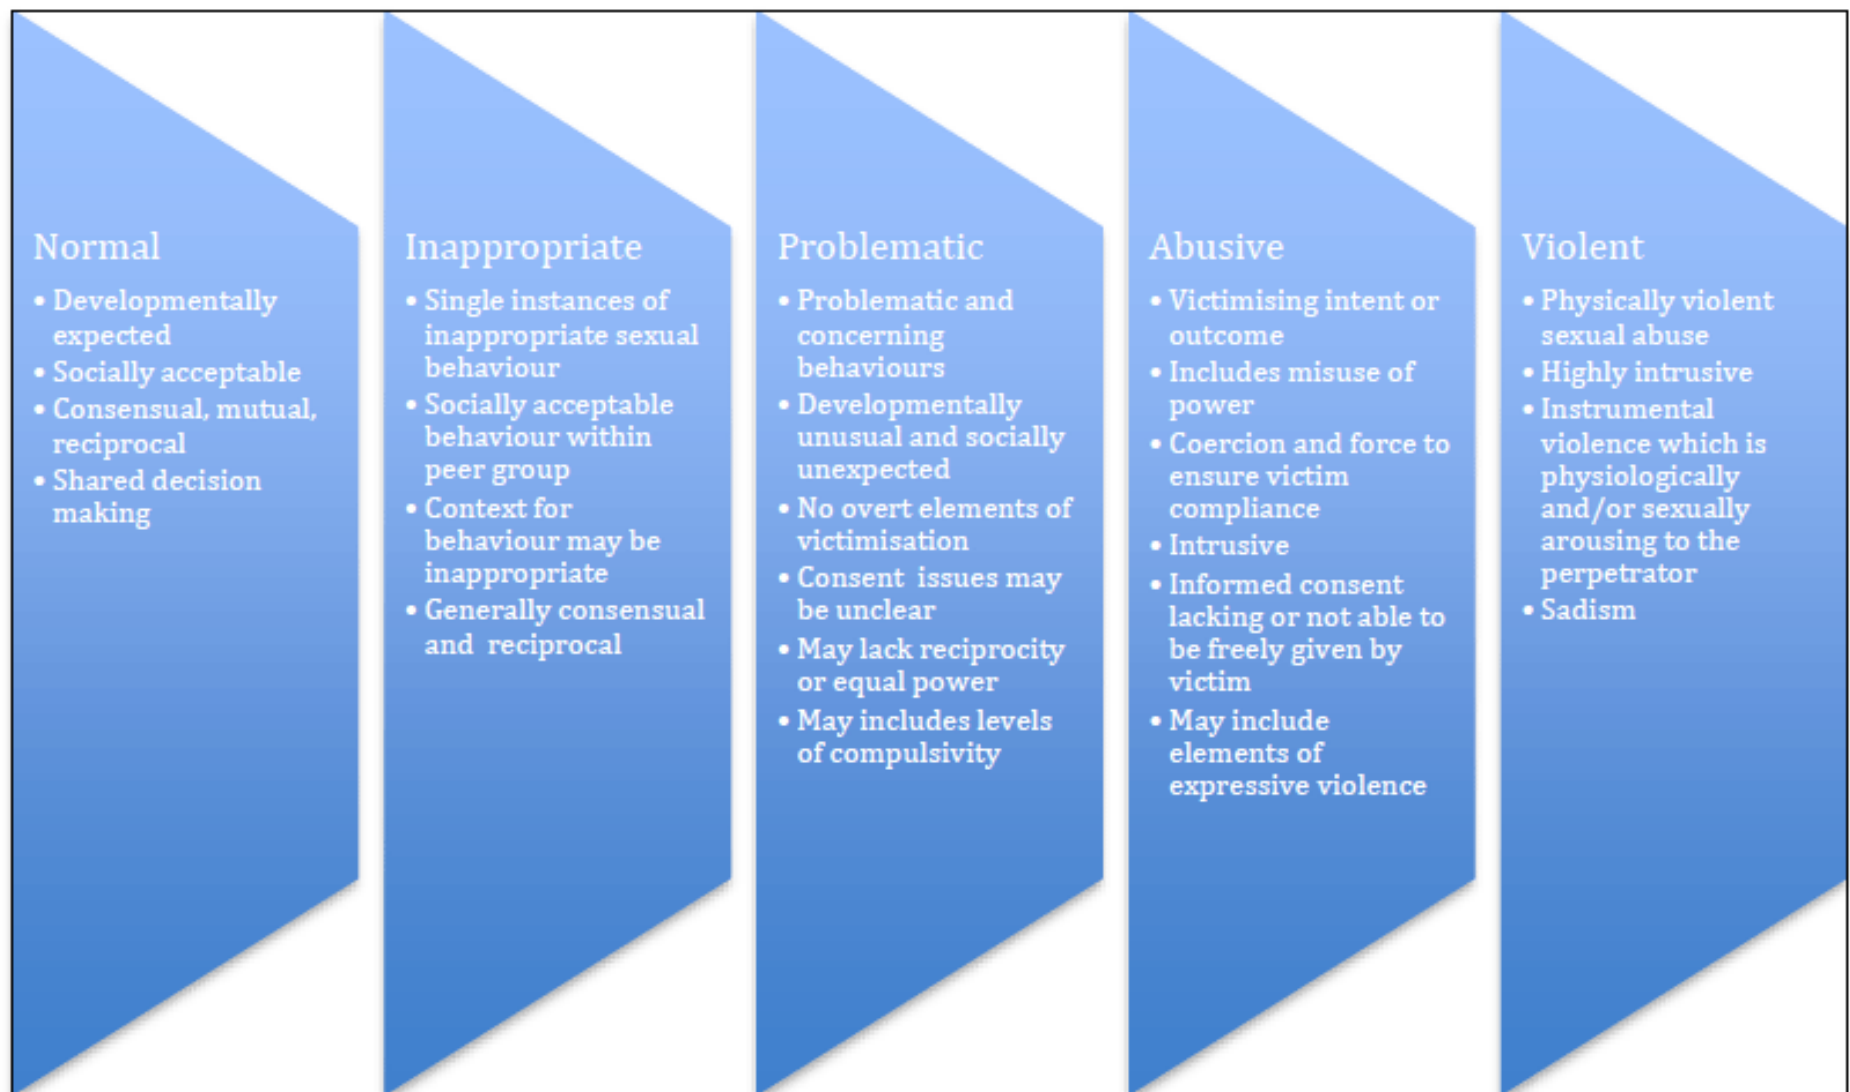 Normal
• Developmentally
expected
• Socially acceptable
• Consensual, mutual,
reciprocal
• Shared decision
making
Inappropriate
• Single instances of
inappropriate sexual
behaviour
• Socially acceptable
behaviour within
peer group
• Context for
behaviour may be
inappropriate
• Generally consensual
and reciprocal
Problematic
• Problematic and
concerning
behaviours
• Developmentally
unusual and socially
unexpected
• No overt elements of
victimisation
• Consent issues may
be unclear
• May lack reciprocity
or equal power
• May includes levels
of compulsivity
Abusive
• Victimising intent or
outcome
• Includes misuse of
power
• Coercion and force to
ensure victim
compliance
• Intrusive
• Informed consent
lacking or not able to
be freely given by
victim
• May include
elements of
expressive violence
Violent
• Physically violent
sexual abuse
• Highly intrusive
• Instrumental
violence which is
physiologically
and/or sexually
arousing to the
perpetrator
• Sadism